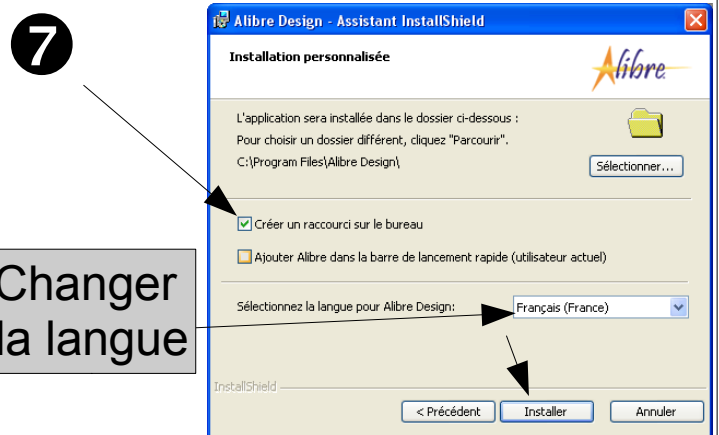 7
Alibre Design - Assistant InstallShield
Installation personnalisée
Alibre
L'application sera installée dans le dossier ci-dessous :
Pour choisir un dossier différent, cliquez "Parcourir".
C:\Program Files\Alibre Design\
Sélectionner...
Créer un raccourci sur le bureau
Ajouter Alibre dans la barre de lancement rapide (utilisateur actuel)
Changer
la langue
Sélectionnez la langue pour Alibre Design:
Français (France)
InstallShield
< Précédent
Installer
Annuler